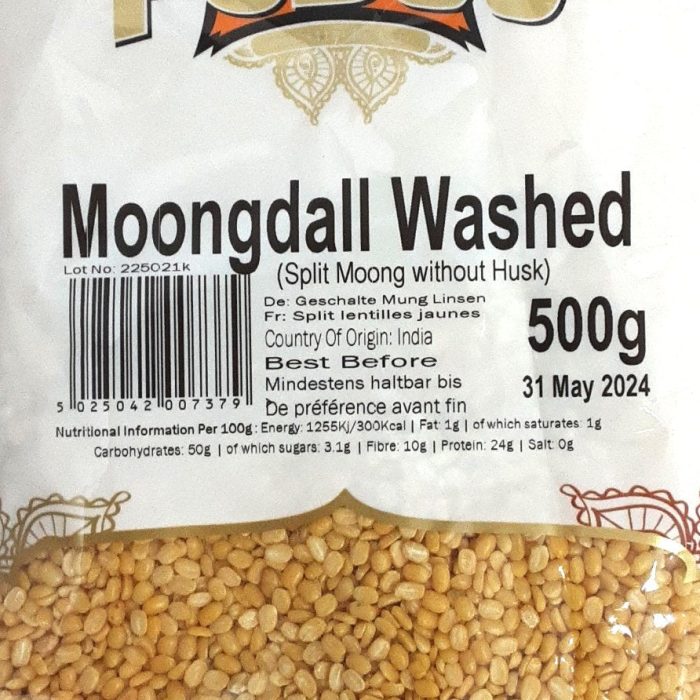 Moongdall Washed
Lot No: 225021k
(Split Moong without Husk)
De: Geschalte Mung Linsen
Fr: Split lentilles jaunes
Country Of Origin: India
500g
Best Before
Mindestens haltbar bis
De préférence avant fin
31 May 2024
5 025042 007379
Nutritional Information Per 100g: Energy: 1255Kj/300Kcal | Fat: 1g | of which saturates: 1g
Carbohydrates: 50g | of which sugars: 3.1g | Fibre: 10g | Protein: 24g | Salt: 0g